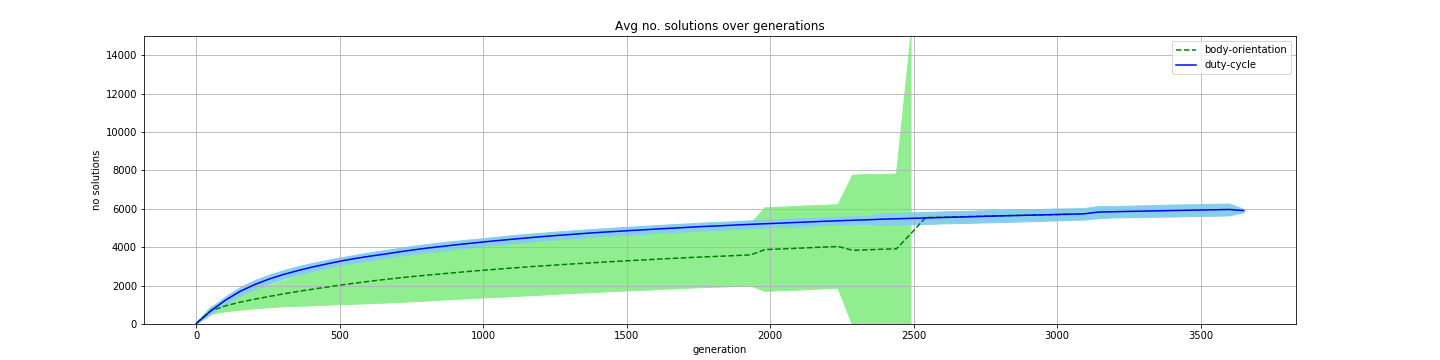 Avg no. solutions over generations
14000
12000
10000
8000
6000
4000
2000
0
no solutions
body-orientation
duty-cycle
0 500 1000 1500 2000 2500 3000 3500
generation